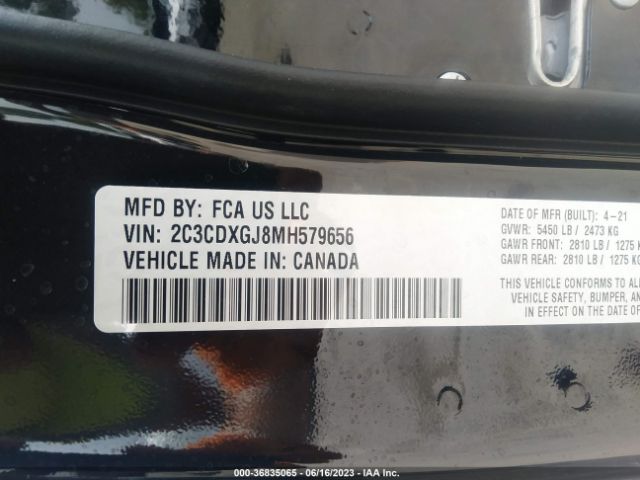 MFD BY: FCA US LLC
VIN: 2C3CDXGJ8MH579656
VEHICLE MADE IN: CANADA
DATE OF MFR (BUILT): 4-21
GVWR: 5450 LB / 2473 KG
GAWR FRONT: 2810 LB / 1275 K
GAWR REAR: 2810 LB / 1275 KG
THIS VEHICLE CONFORMS TO AL
VEHICLE SAFETY, BUMPER, AN
IN EFFECT ON THE DATE OF
000-36835065 - 06/16/2023 - IAA Inc.